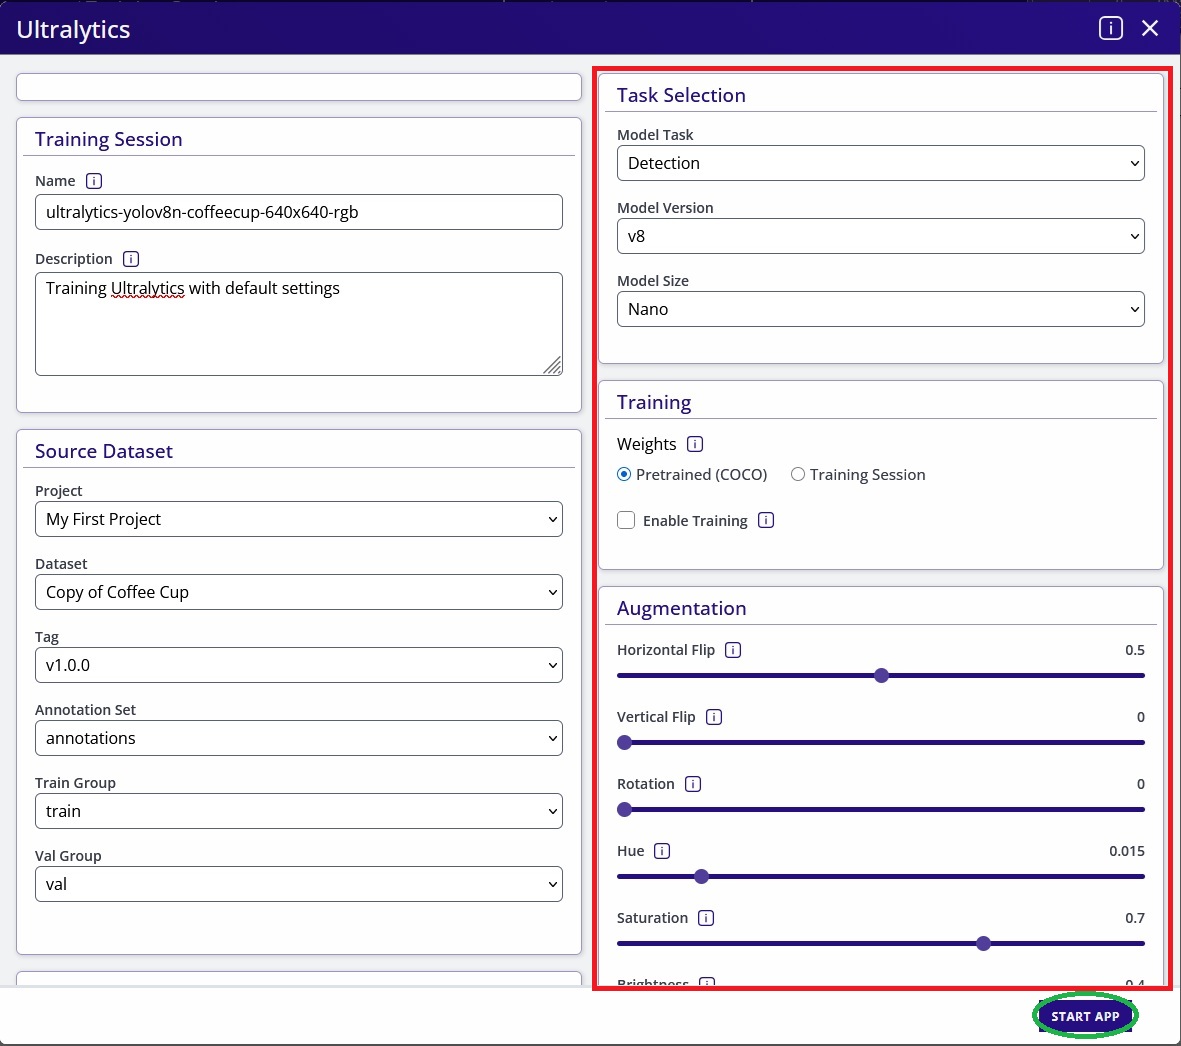 Ultralytics
Training Session
Name
ultralytics-yolov8n-coffeecup-640x640-rgb
Description
Training Ultralytics with default settings
Source Dataset
Project
My First Project
Dataset
Copy of Coffee Cup
Tag
v1.0.0
Annotation Set
annotations
Train Group
train
Val Group
val
Task Selection
Model Task
Detection
Model Version
v8
Model Size
Nano
Training
Weights
Pretrained (COCO) Training Session
Enable Training
Augmentation
Horizontal Flip 0.5
Vertical Flip 0
Rotation 0
Hue 0.015
Saturation 0.7
Brightness 0.4
START APP